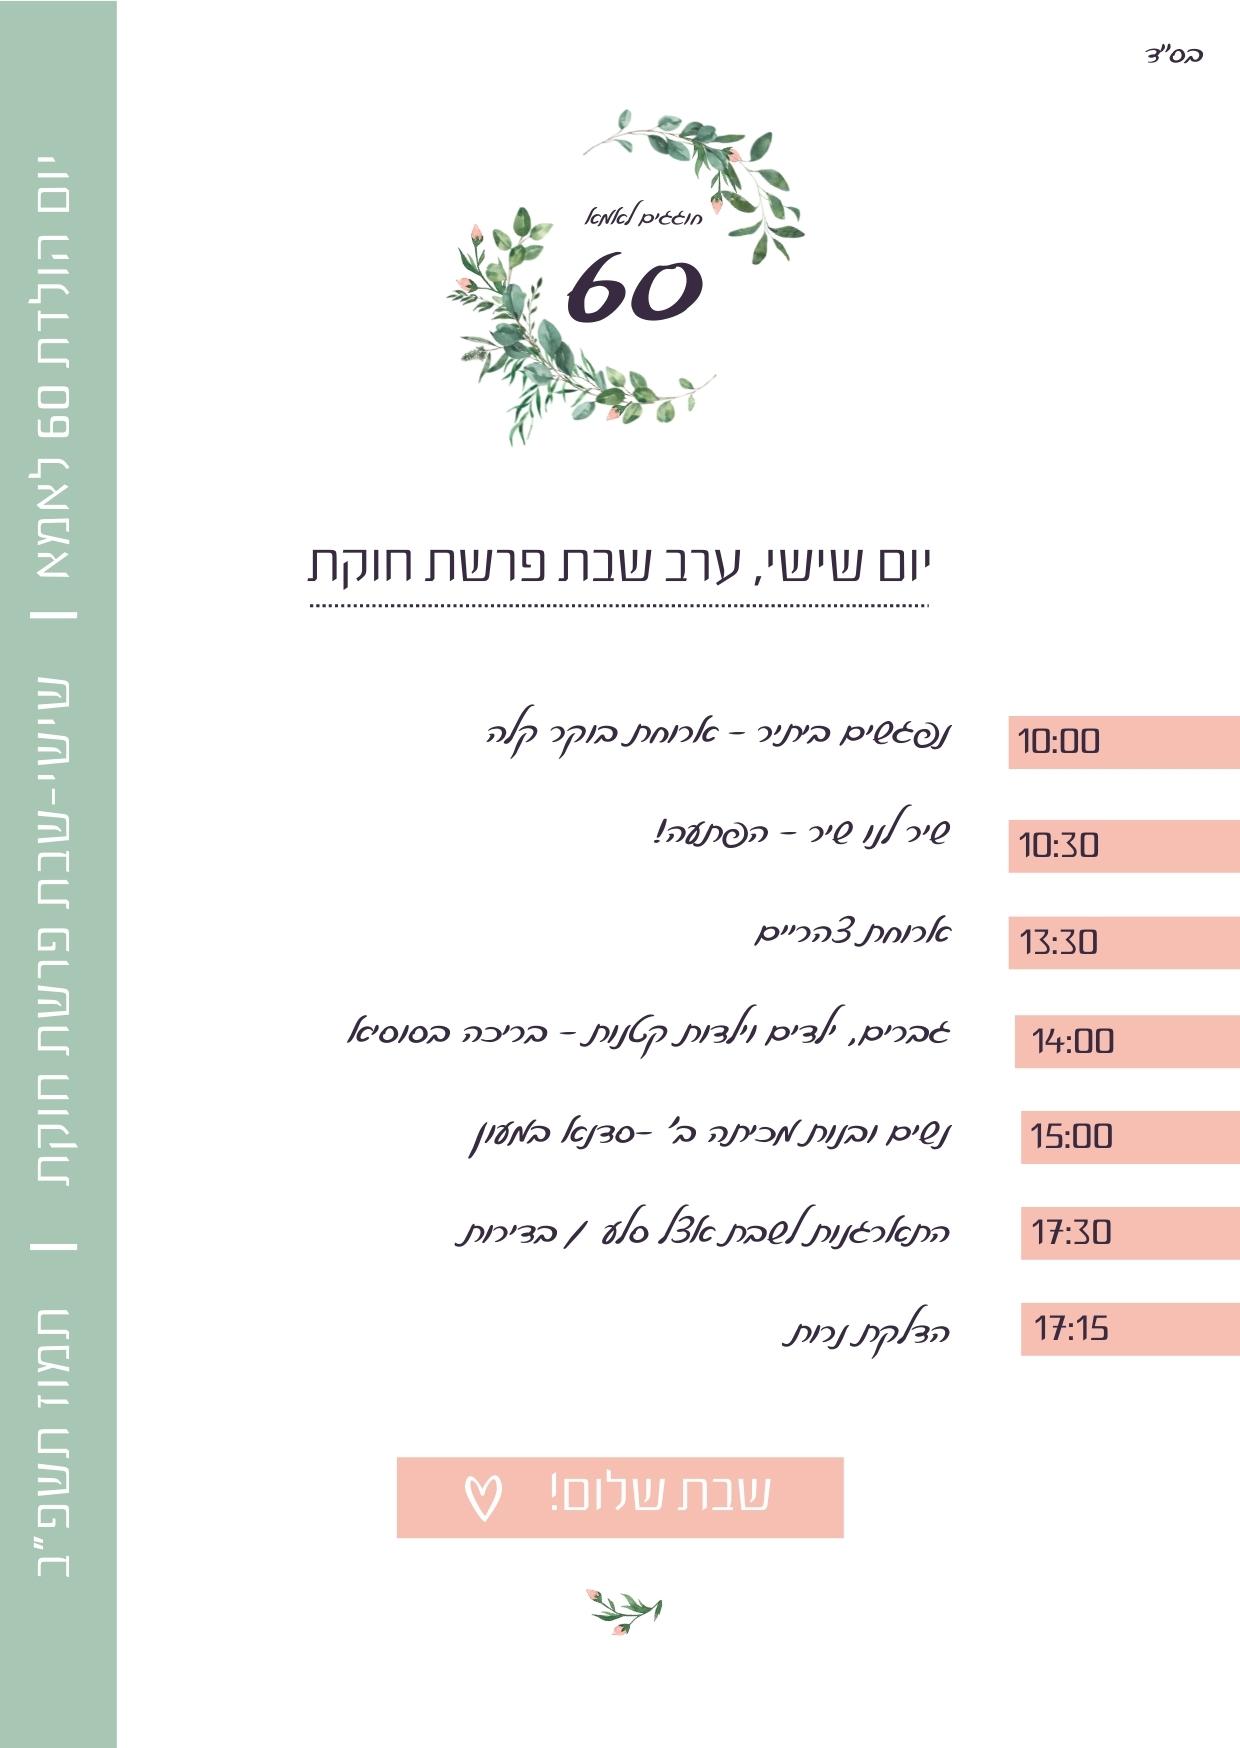 בס"ד
חוגגים לאמא
60
יום שישי, ערב שבת פרשת חוקת
10:00 נפגשים ביתיר - ארוחת בוקר קלה
10:30 שיר לנו שיר - הפתעה!
13:30 ארוחת צהריים
14:00 גברים, ילדים וילדות קטנות - בריכה בסוסיא
15:00 נשים ובנות מכיתה ב' -סדנא במעון
17:30 התארגנות לשבת אצל סלע / בדירות
17:15 הדלקת נרות
שבת שלום!
יום הולדת 60 לאמא | שישי-שבת פרשת חוקת | תמוז תשפ"ב